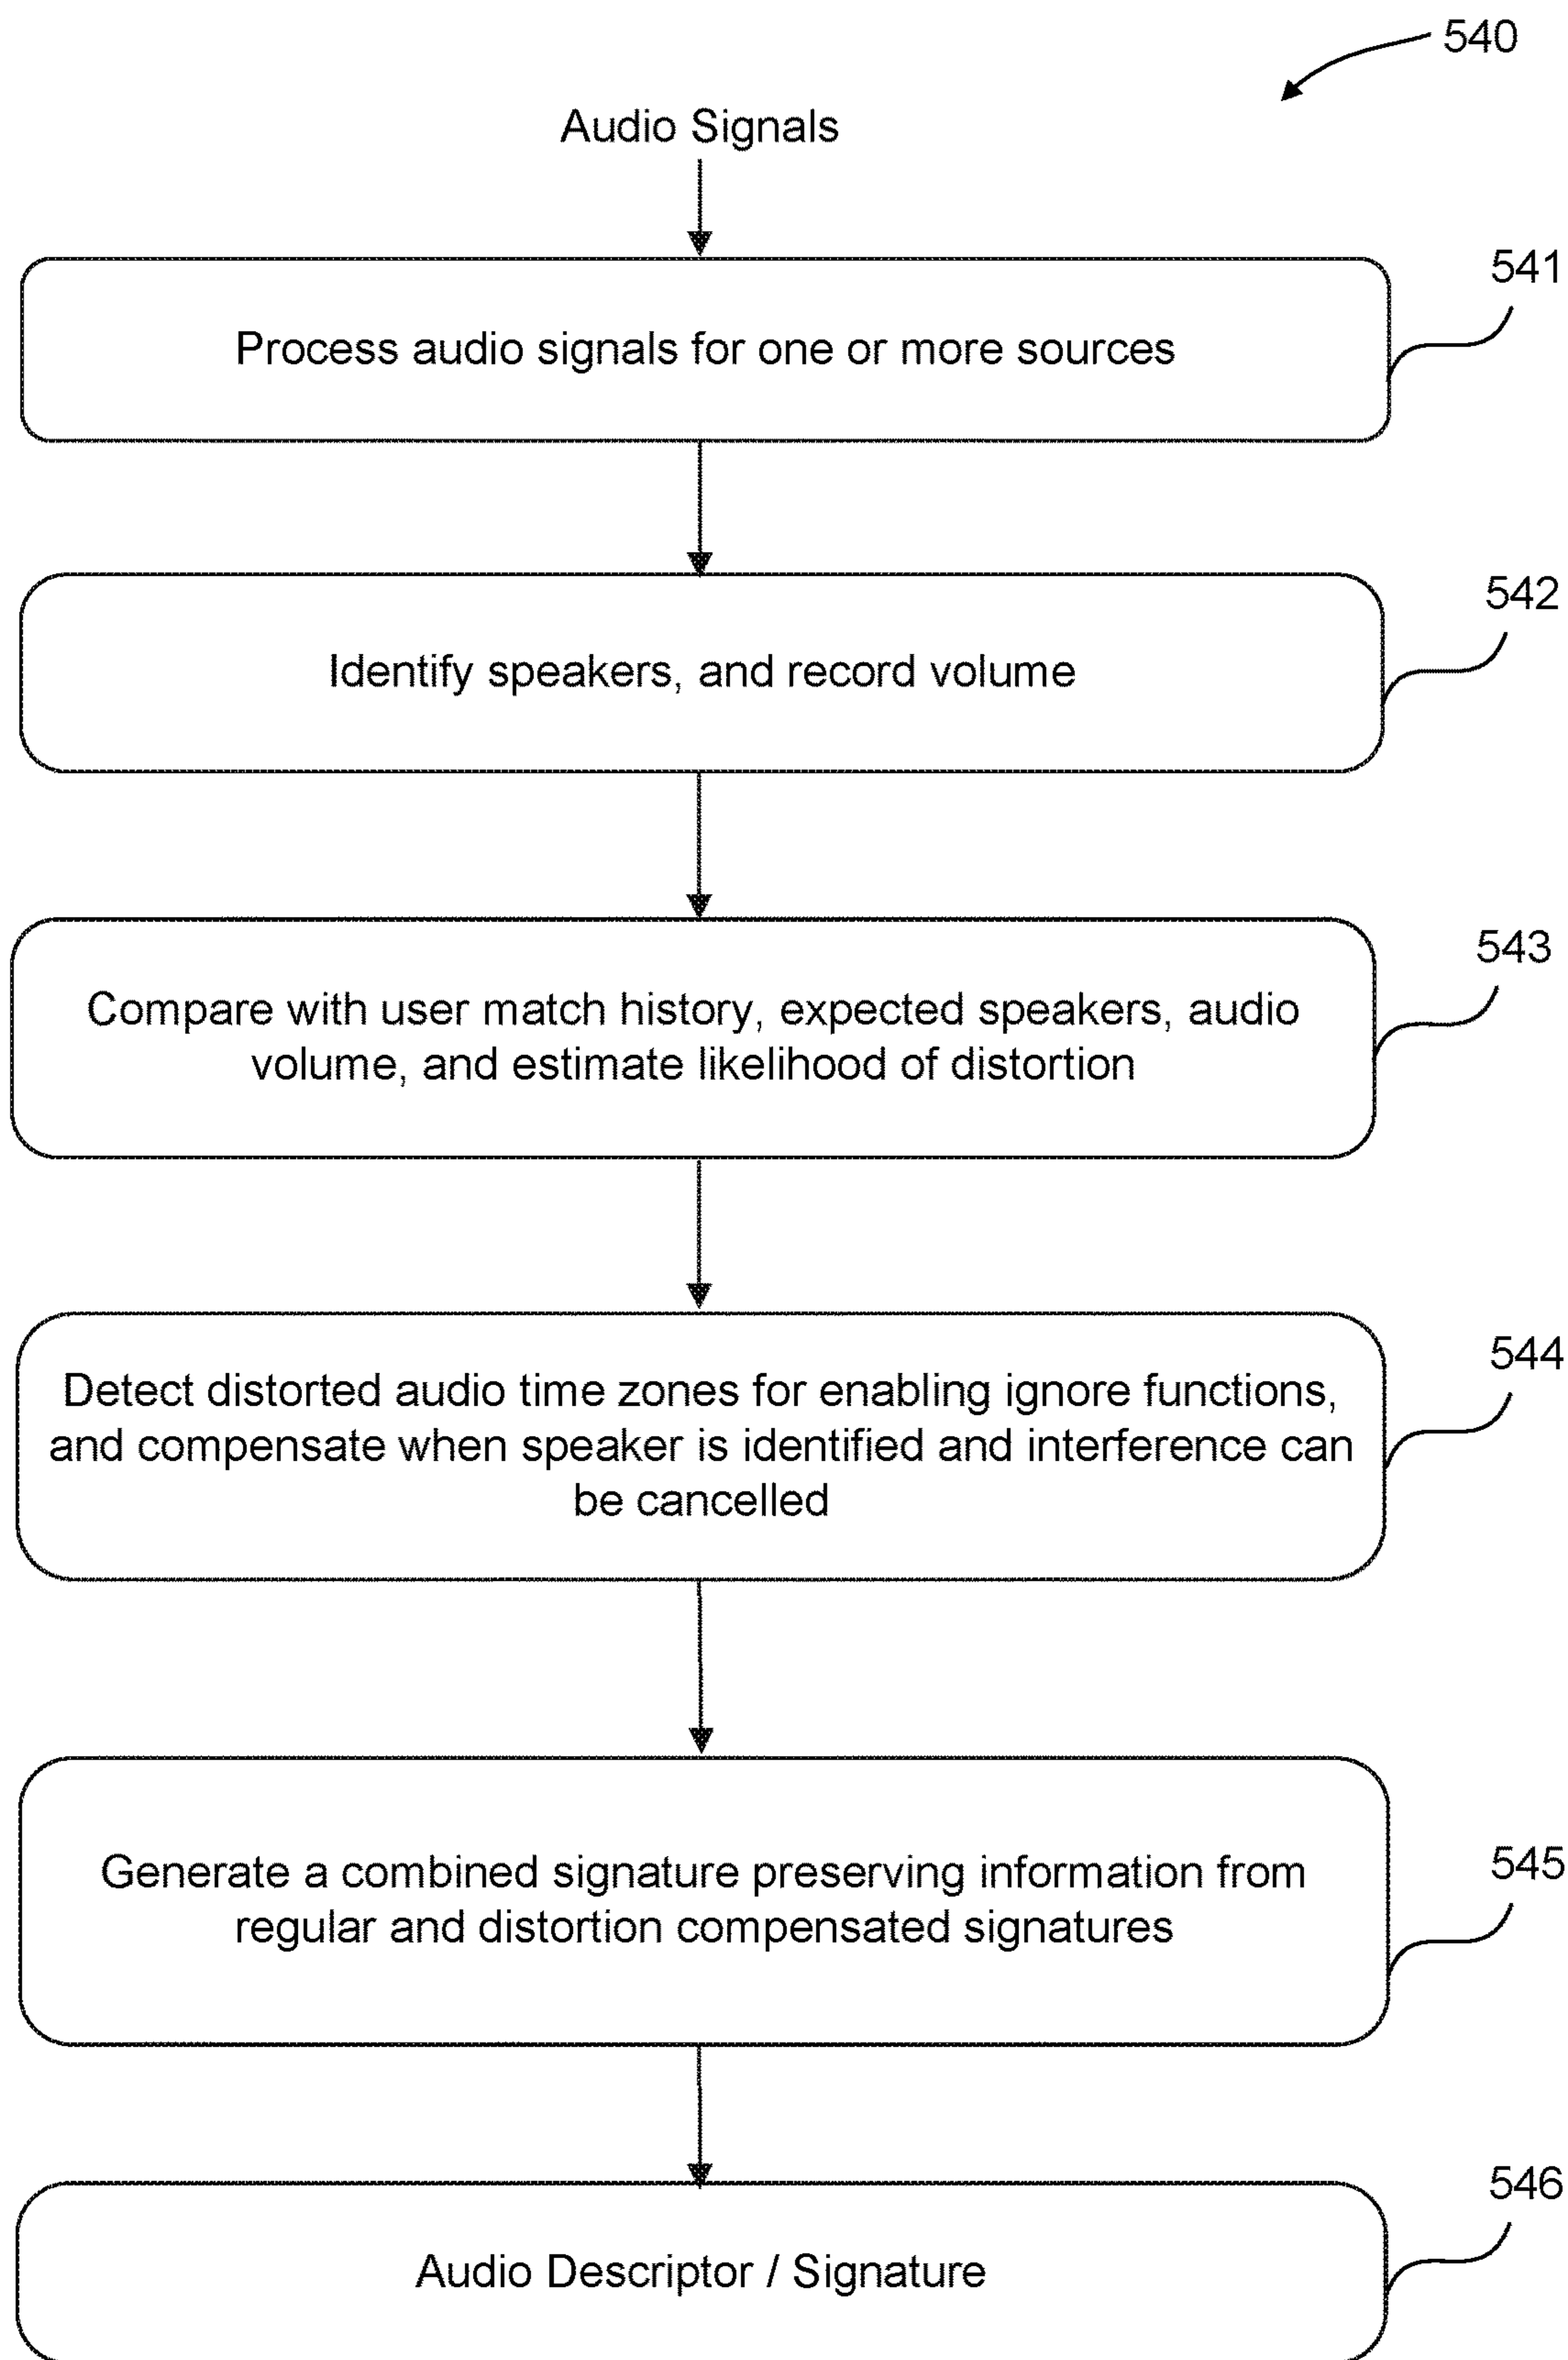 540
Audio Signals
541
Process audio signals for one or more sources
542
Identify speakers, and record volume
543
Compare with user match history, expected speakers, audio
volume, and estimate likelihood of distortion
544
Detect distorted audio time zones for enabling ignore functions,
and compensate when speaker is identified and interference can
be cancelled
545
Generate a combined signature preserving information from
regular and distortion compensated signatures
546
Audio Descriptor / Signature